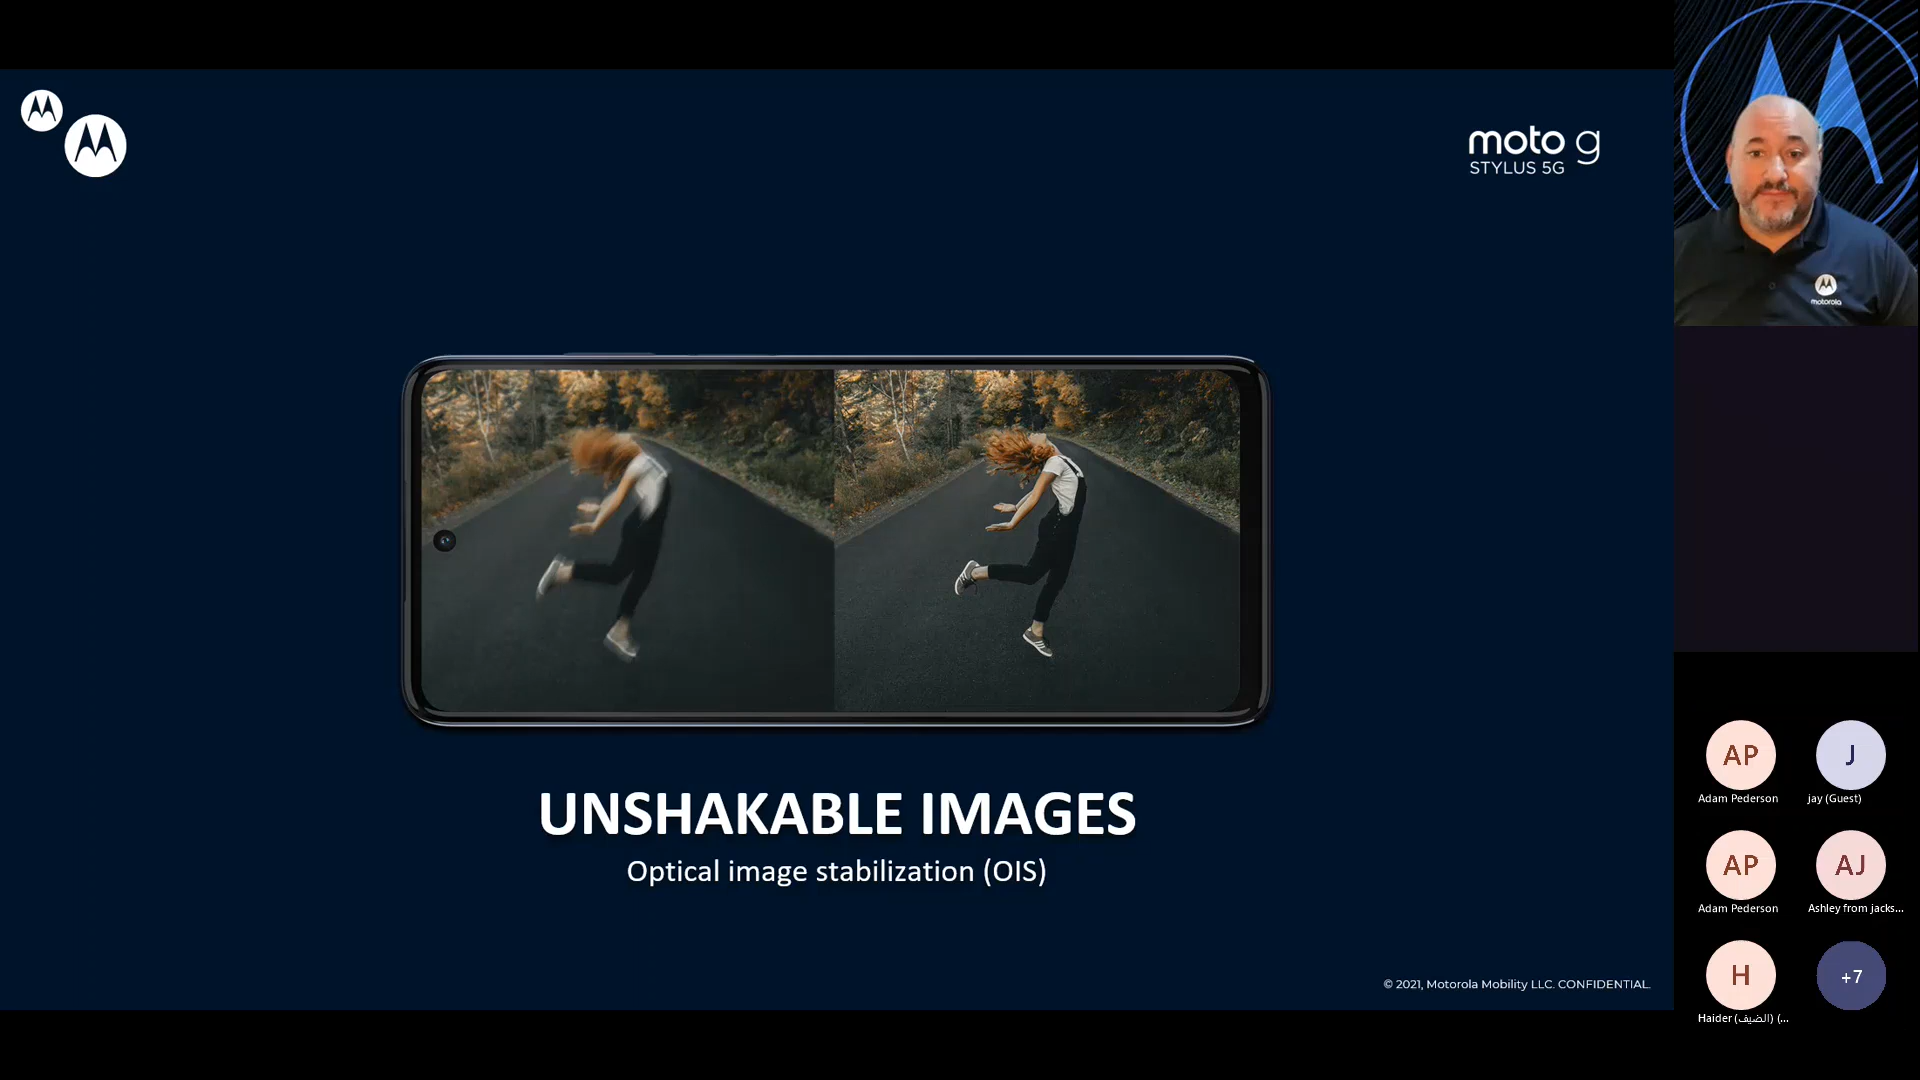 moto g
STYLUS 5G
motorola
UNSHAKABLE IMAGES
Optical image stabilization (OIS)
© 2021, Motorola Mobility LLC. CONFIDENTIAL.
AP
Adam Pederson
J
jay (Guest)
AP
Adam Pederson
AJ
Ashley from jacks...
H
Haider (الضيف) (...
+7